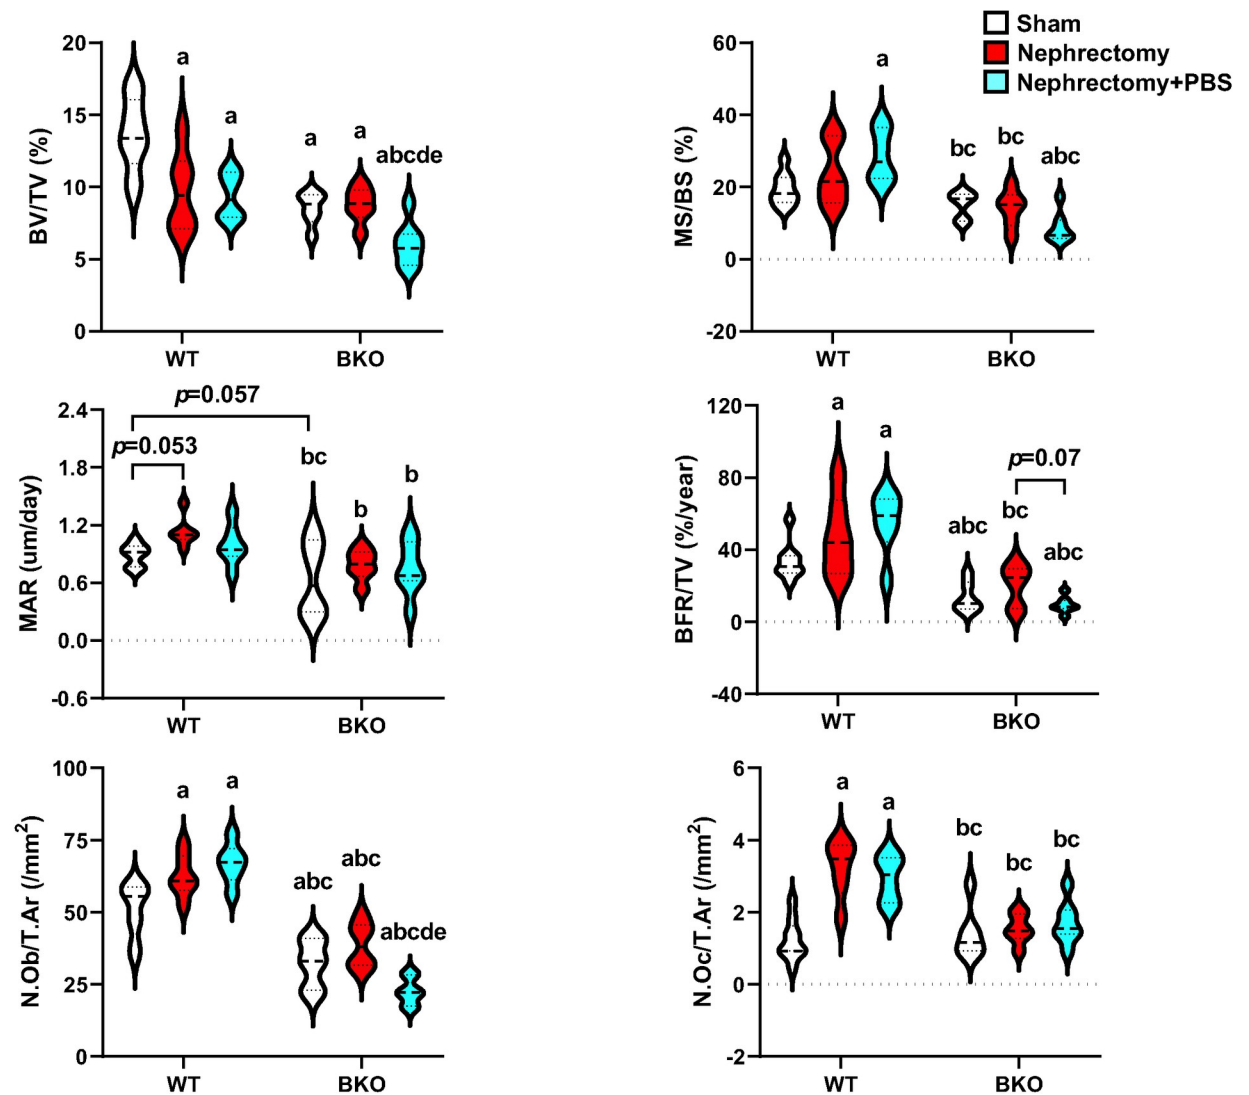 Sham
Nephrectomy
Nephrectomy+PBS
BV/TV (%)
20
15
10
5
0
a
a
a
a
abcde
WT
BKO
MS/BS (%)
60
40
20
0
-20
a
bc
bc
abc
WT
BKO
MAR (um/day)
2.4
1.8
1.2
0.6
0.0
-0.6
p=0.057
p=0.053
bc
b
b
WT
BKO
BFR/TV (%/year)
120
80
40
0
-40
a
a
p=0.07
abc
bc
abc
WT
BKO
N.Ob/T.Ar (/mm²)
100
75
50
25
0
a
a
abc
abc
abcde
WT
BKO
N.Oc/T.Ar (/mm²)
6
4
2
0
-2
a
a
bc
bc
bc
WT
BKO